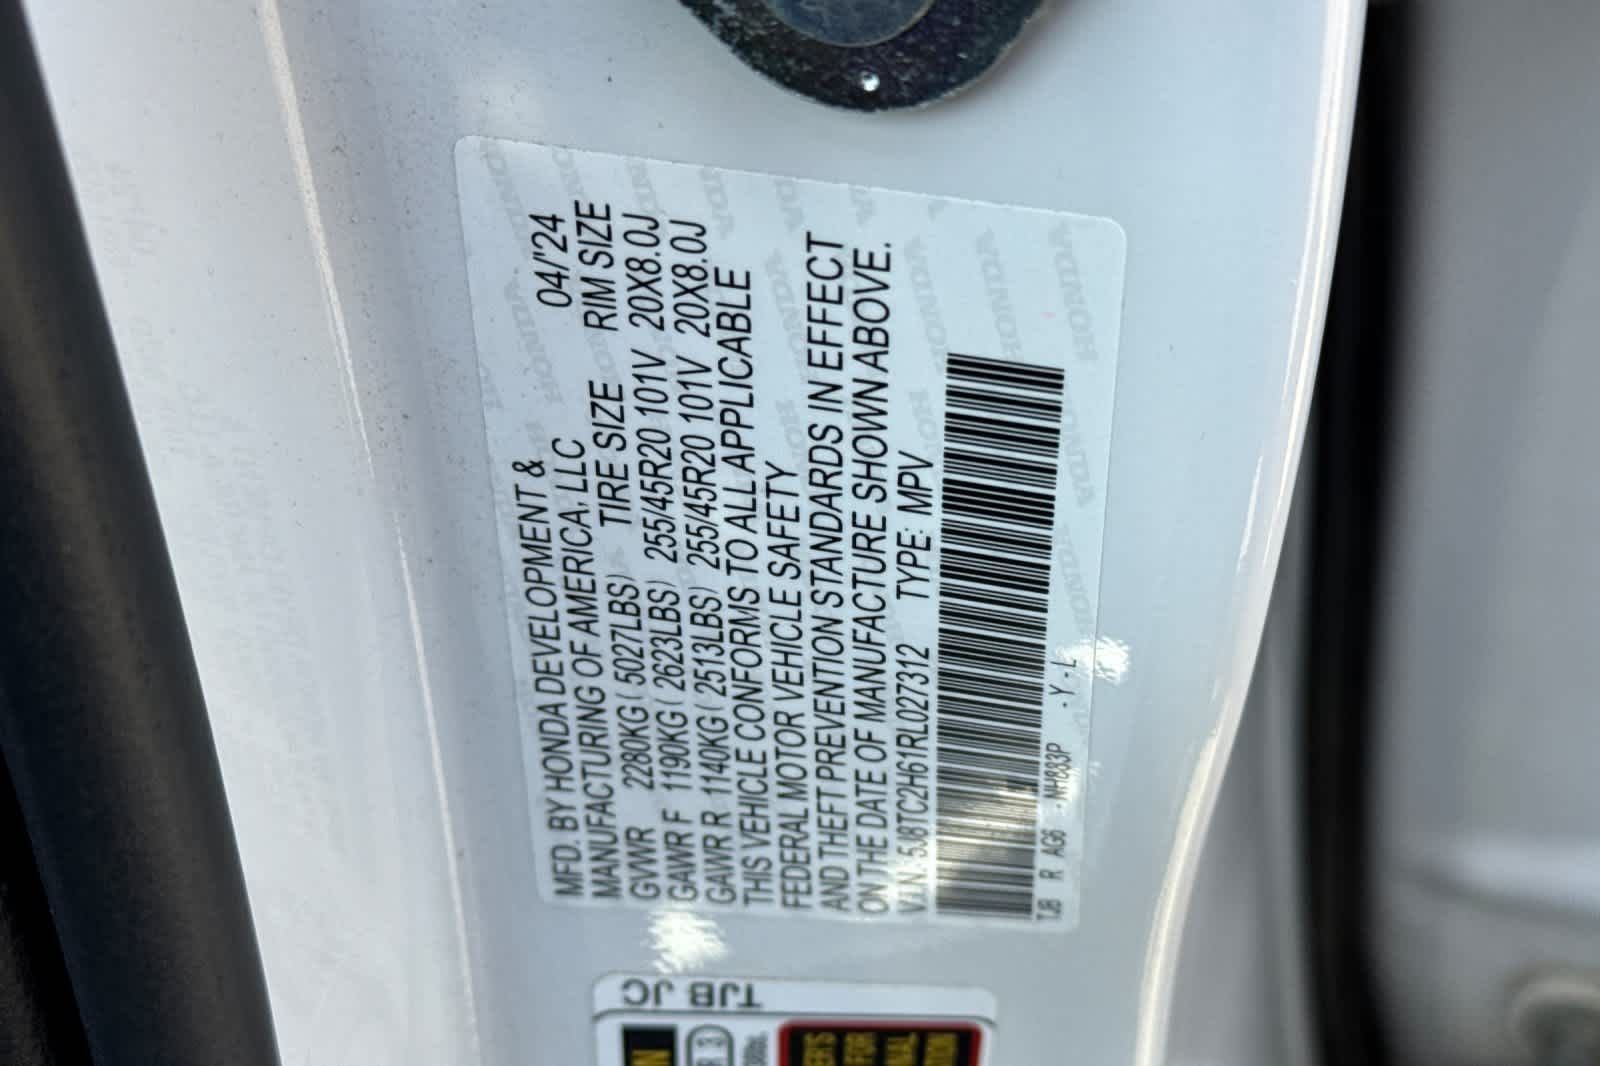 MFD. BY HONDA DEVELOPMENT & 04/'24
MANUFACTURING OF AMERICA, LLC
TIRE SIZE RIM SIZE
GVWR 2280KG ( 5027LBS)
GAWR F 1190KG ( 2623LBS) 255/45R20 101V 20X8.0J
GAWR R 1140KG ( 2513LBS) 255/45R20 101V 20X8.0J
THIS VEHICLE CONFORMS TO ALL APPLICABLE
FEDERAL MOTOR VEHICLE SAFETY
AND THEFT PREVENTION STANDARDS IN EFFECT
ON THE DATE OF MANUFACTURE SHOWN ABOVE.
V.I.N. 5J8TC2H61RL027312 TYPE: MPV
TJB R AG6 - NH883P - Y - L
TJB JC